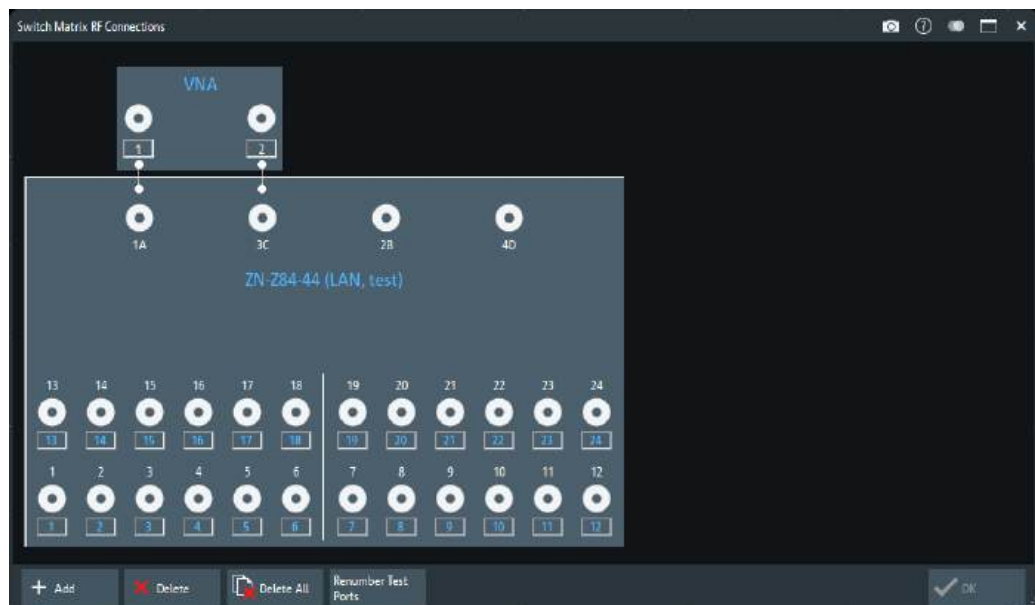 Switch Matrix RF Connections
VNA
1 2
1A 3C 2B 4D
ZN-Z84-44 (LAN, test)
13 14 15 16 17 18 19 20 21 22 23 24
13 14 15 16 17 18 19 20 21 22 23 24
1 2 3 4 5 6 7 8 9 10 11 12
1 2 3 4 5 6 7 8 9 10 11 12
+ Add Delete Delete All Renumber Test
Ports
OK